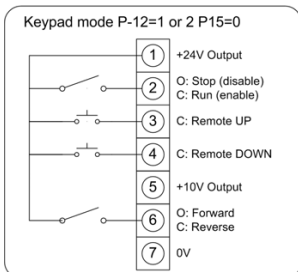 Keypad mode P-12=1 or 2 P15=0
1 +24V Output
2 O: Stop (disable)
C: Run (enable)
3 C: Remote UP
4 C: Remote DOWN
5 +10V Output
6 O: Forward
C: Reverse
7 0V